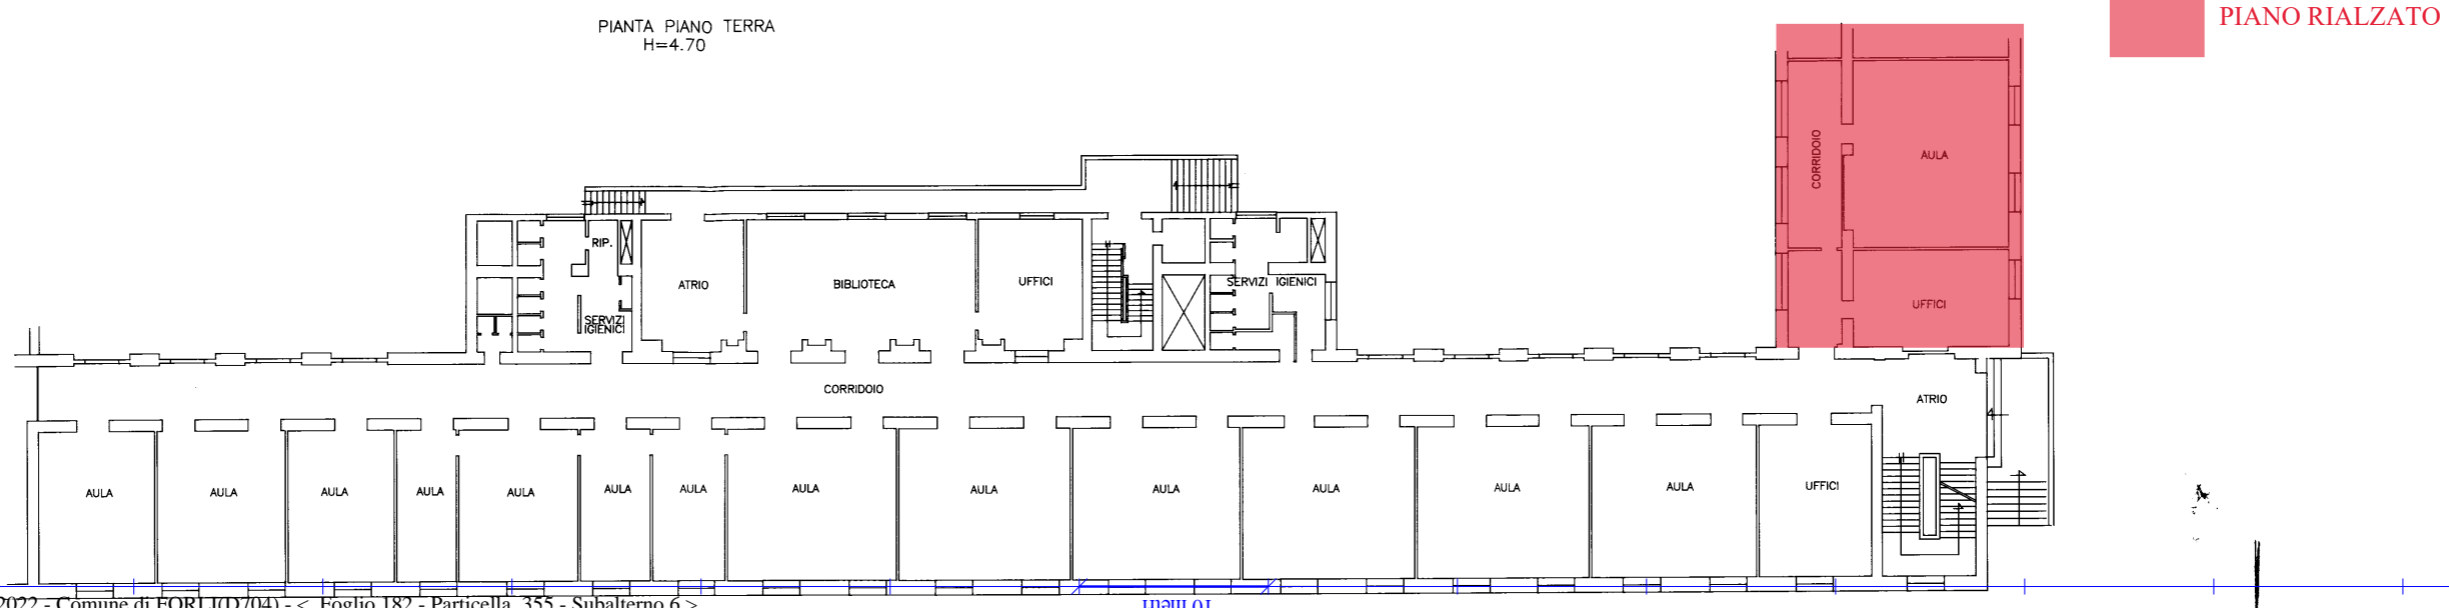 PIANTA PIANO TERRA
H=4.70
PIANO RIALZATO
CORRIDOIO
AULA
UFFICI
RIP.
SERVIZI
IGIENICI
ATRIO
BIBLIOTECA
UFFICI
SERVIZI IGIENICI
CORRIDOIO
ATRIO
AULA
AULA
AULA
AULA
AULA
AULA
AULA
AULA
AULA
AULA
AULA
AULA
AULA
UFFICI
2022 - Comune di FORLI'(D704) - < Foglio 182 - Particella 355 - Subalterno 6 >
10 metri